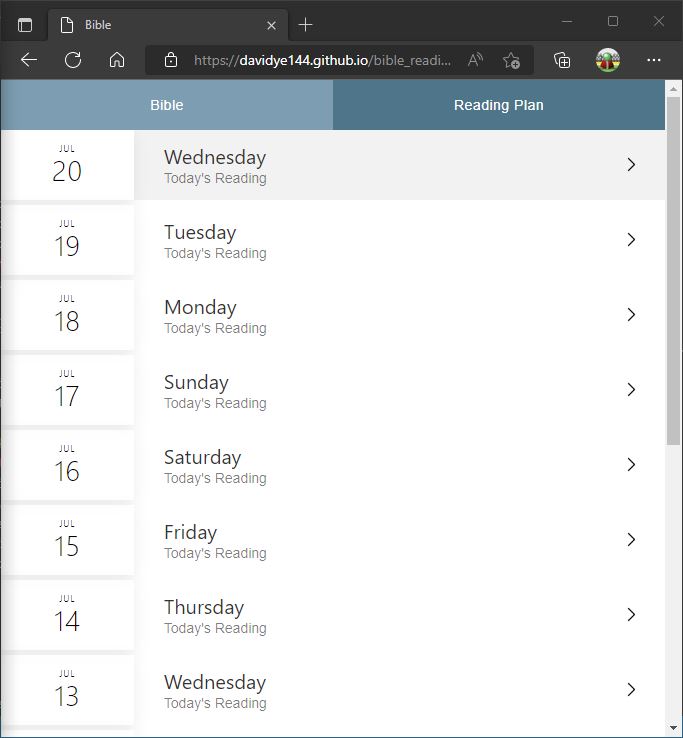 Bible
https://davidye144.github.io/bible_readi...
Bible
Reading Plan
JUL
20
Wednesday
Today's Reading
JUL
19
Tuesday
Today's Reading
JUL
18
Monday
Today's Reading
JUL
17
Sunday
Today's Reading
JUL
16
Saturday
Today's Reading
JUL
15
Friday
Today's Reading
JUL
14
Thursday
Today's Reading
JUL
13
Wednesday
Today's Reading